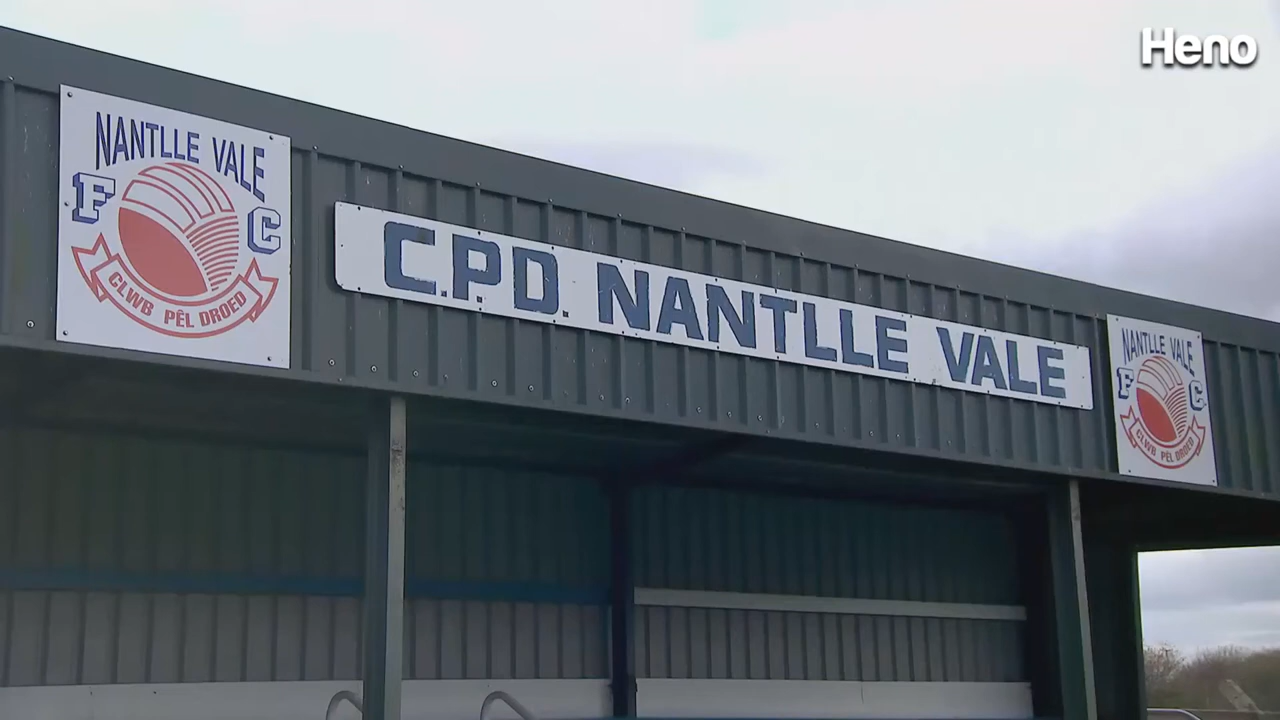 Heno
NANTLLE VALE
F C
CLWB PÊL DROED
C.P.D. NANTLLE VALE
NANTLLE VALE
F C
CLWB PÊL DROED